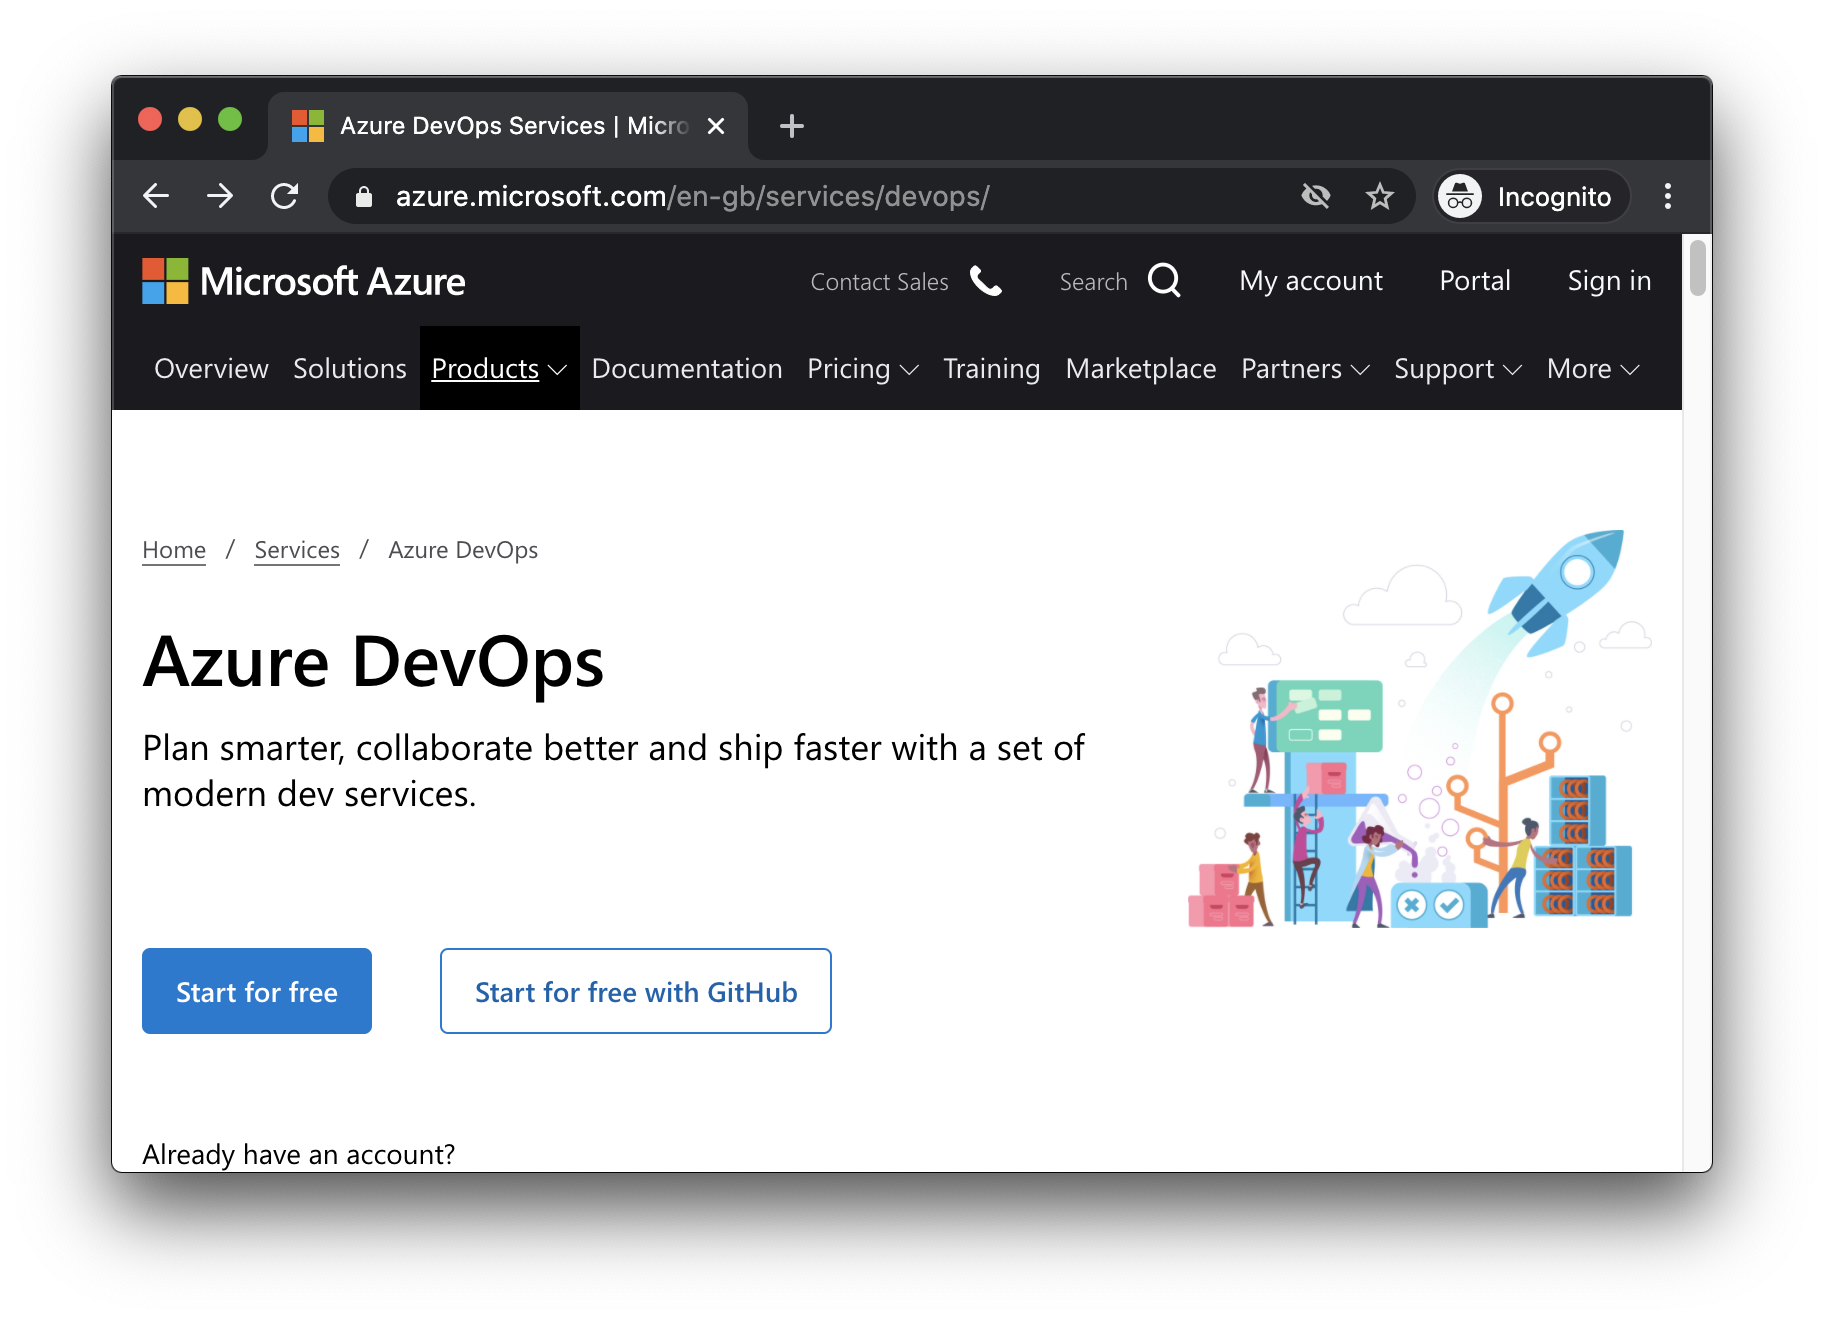 Azure DevOps Services | Micro
azure.microsoft.com/en-gb/services/devops/
Incognito
Microsoft Azure
Contact Sales
Search
My account
Portal
Sign in
Overview
Solutions
Products
Documentation
Pricing
Training
Marketplace
Partners
Support
More
Home / Services / Azure DevOps
Azure DevOps
Plan smarter, collaborate better and ship faster with a set of
modern dev services.
Start for free
Start for free with GitHub
Already have an account?